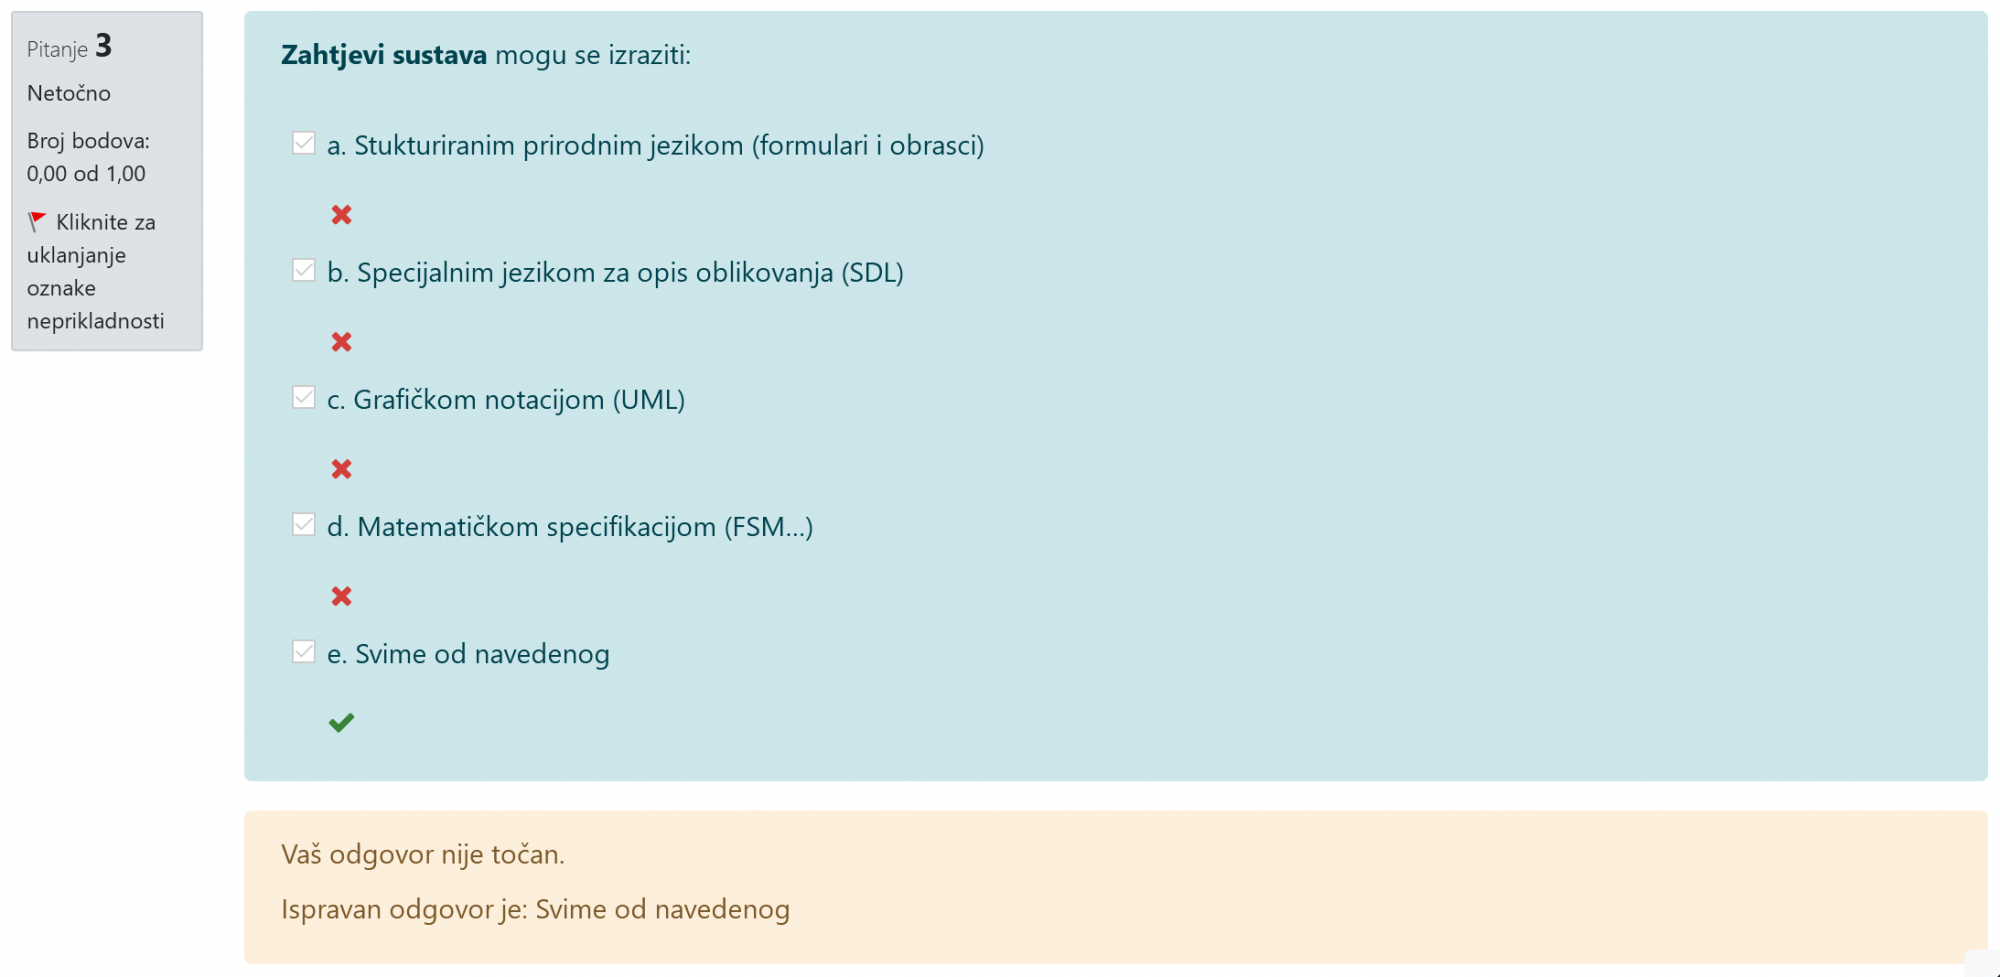 Pitanje 3
Netočno
Broj bodova:
0,00 od 1,00
Kliknite za
uklanjanje
oznake
neprikladnosti
Zahtjevi sustava mogu se izraziti:
a. Stukturiranim prirodnim jezikom (formulari i obrasci)
b. Specijalnim jezikom za opis oblikovanja (SDL)
c. Grafičkom notacijom (UML)
d. Matematičkom specifikacijom (FSM...)
e. Svime od navedenog
Vaš odgovor nije točan.
Ispravan odgovor je: Svime od navedenog